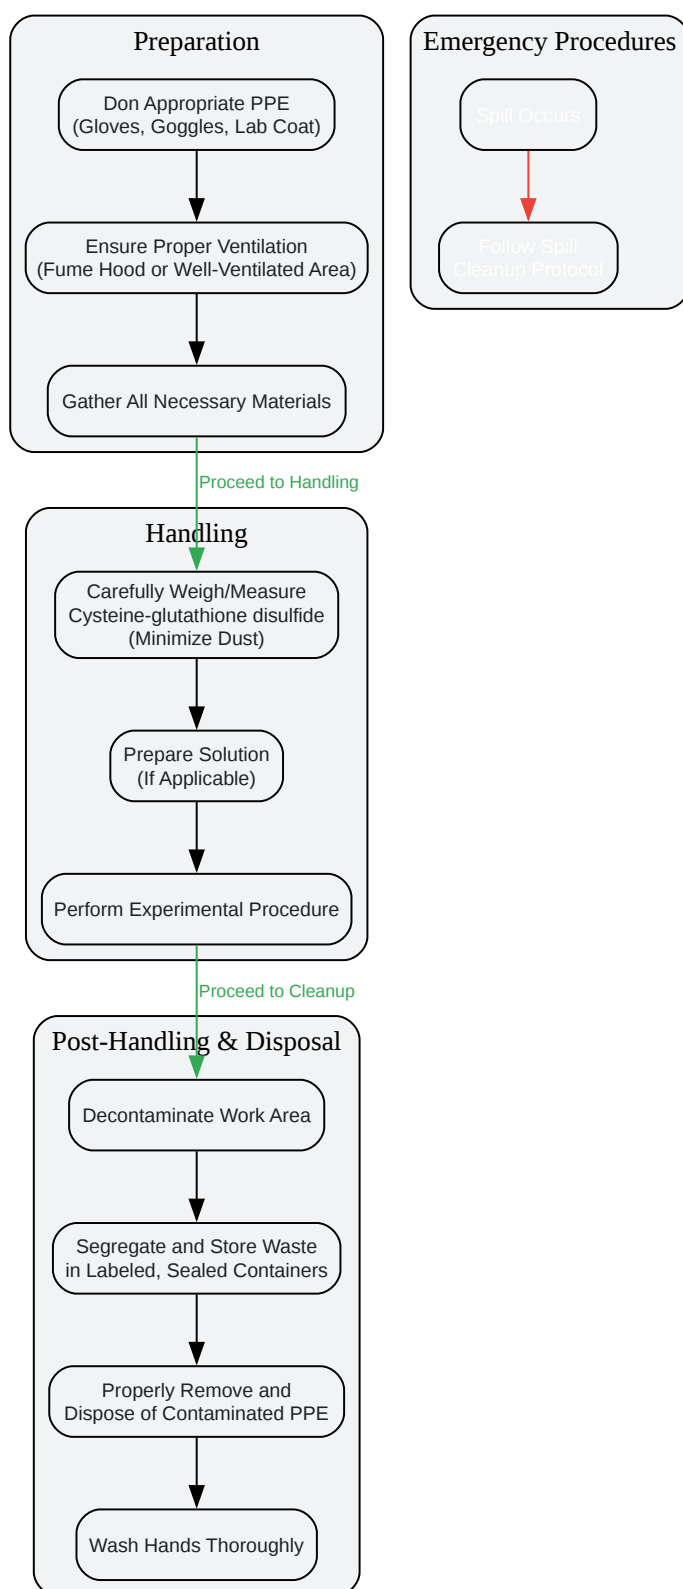 Preparation
Don Appropriate PPE
(Gloves, Goggles, Lab Coat)
Ensure Proper Ventilation
(Fume Hood or Well-Ventilated Area)
Gather All Necessary Materials
Proceed to Handling
Handling
Carefully Weigh/Measure
Cysteine-glutathione disulfide
(Minimize Dust)
Prepare Solution
(If Applicable)
Perform Experimental Procedure
Proceed to Cleanup
Post-Handling & Disposal
Decontaminate Work Area
Segregate and Store Waste
in Labeled, Sealed Containers
Properly Remove and
Dispose of Contaminated PPE
Wash Hands Thoroughly
Emergency Procedures
Spill Occurs
Follow Spill
Cleanup Protocol